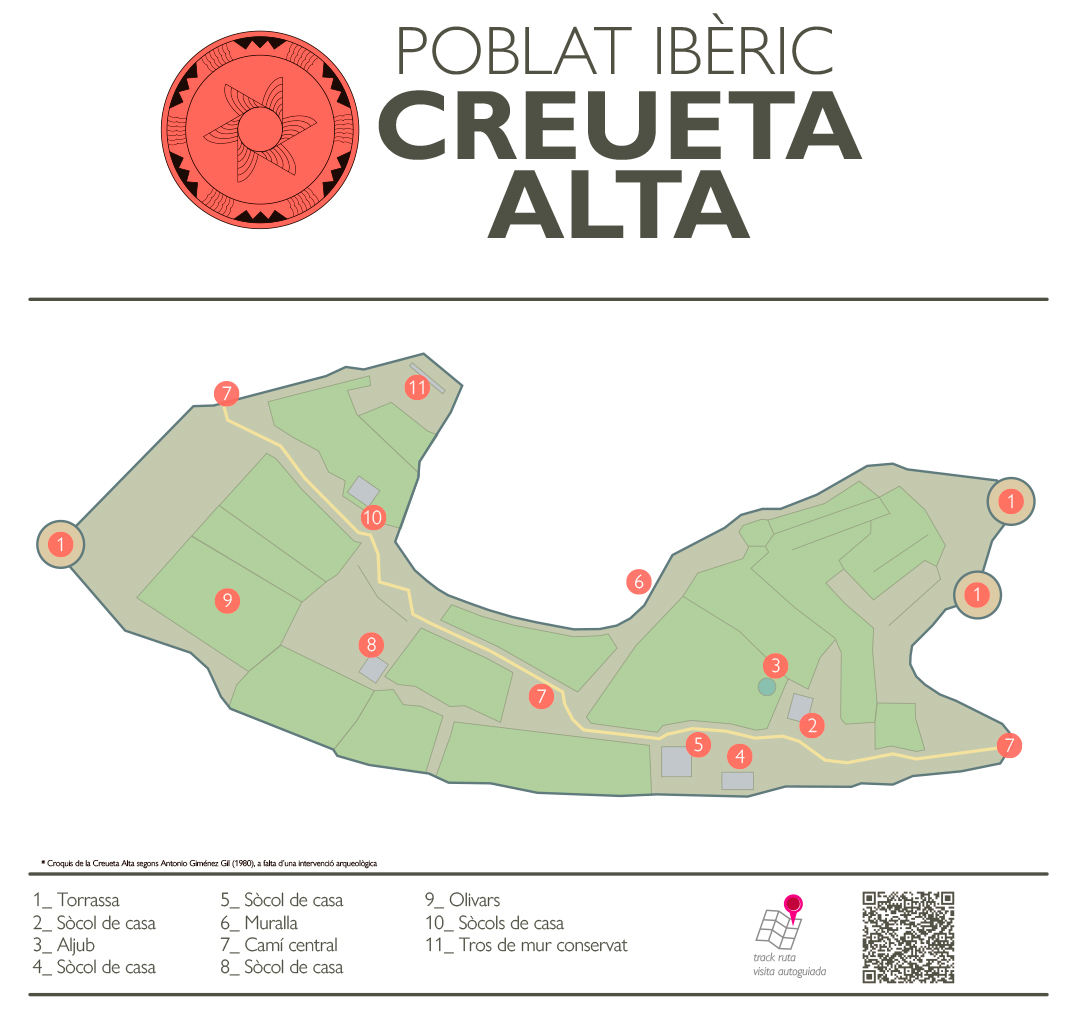 POBLAT IBÈRIC
CREUETA
ALTA
7
11
1
10
9
8
6
7
3
2
5
4
1
1
7
* Croquis de la Creueta Alta segons Antonio Giménez Gil (1980), a falta d'una intervenció arqueològica
1_ Torrassa
2_ Sòcol de casa
3_ Aljub
4_ Sòcol de casa
5_ Sòcol de casa
6_ Muralla
7_ Camí central
8_ Sòcol de casa
9_ Olivars
10_ Sòcols de casa
11_ Tros de mur conservat
track ruta
visita autoguiada